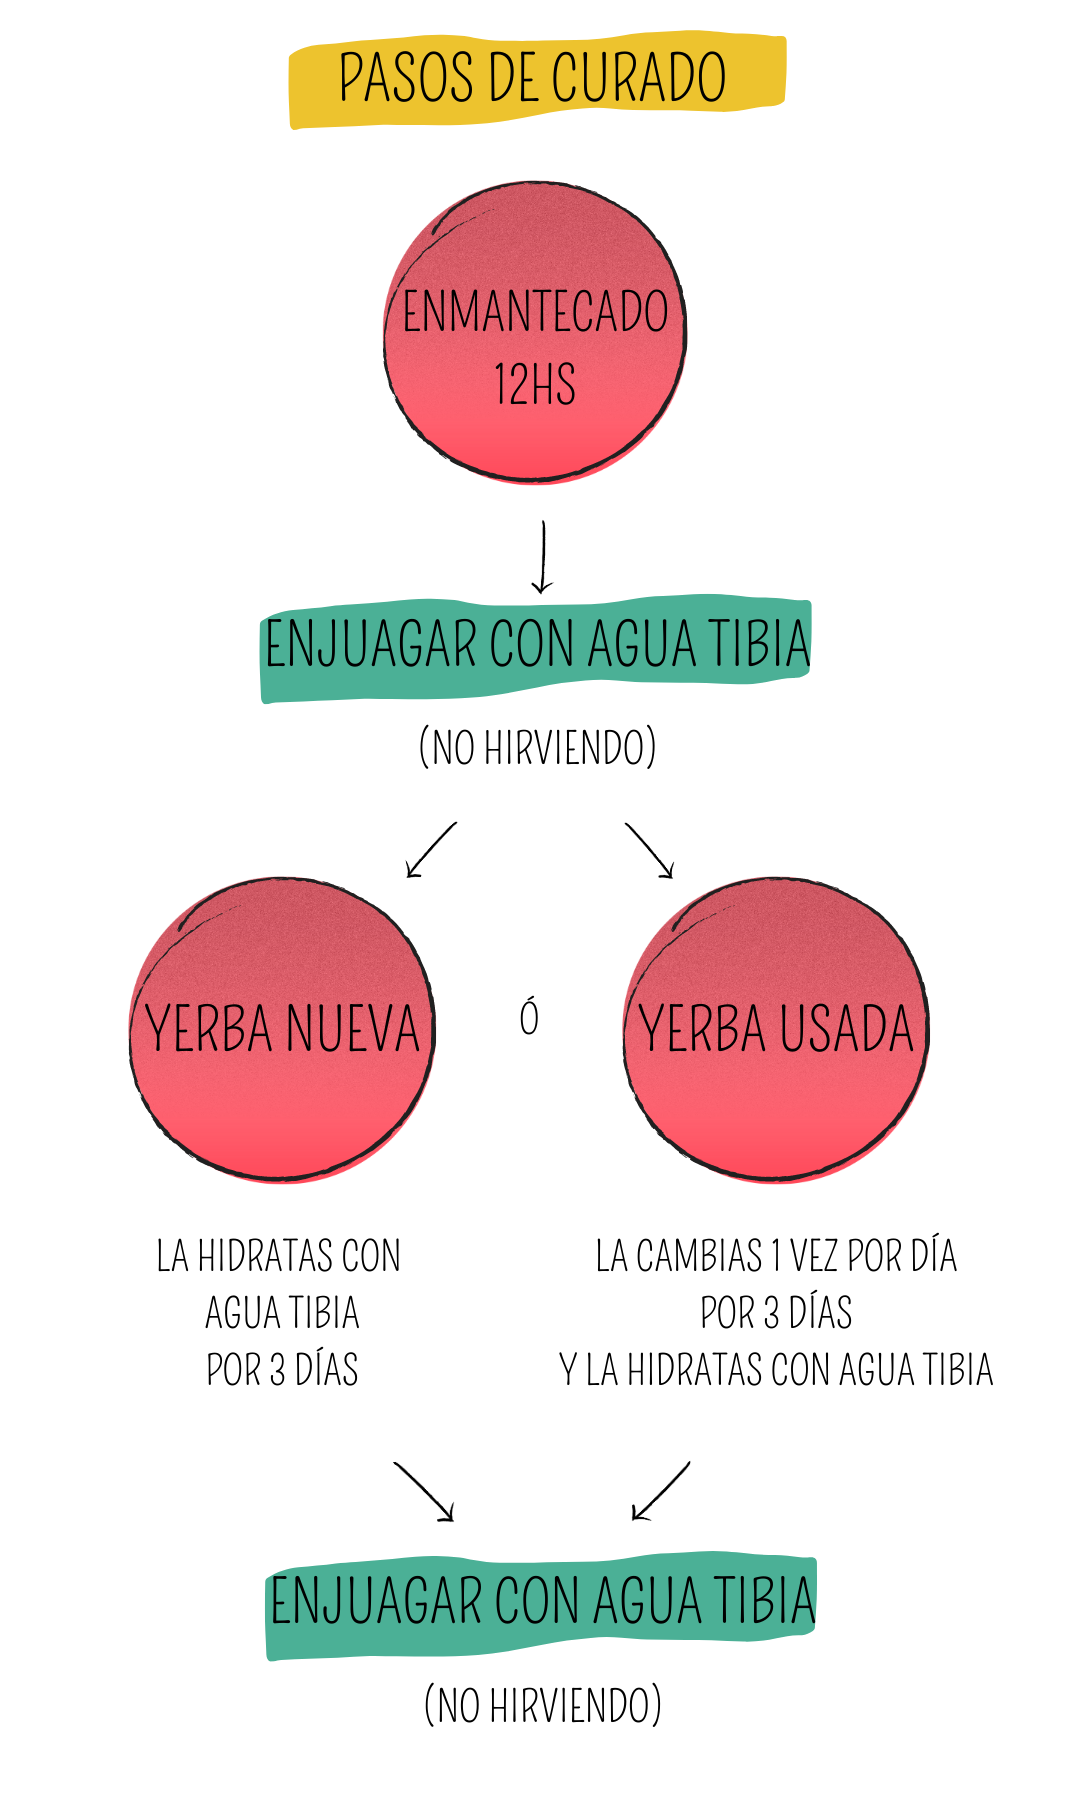 PASOS DE CURADO
ENMANTECADO
12HS
ENJUAGAR CON AGUA TIBIA
(NO HIRVIENDO)
YERBA NUEVA
Ó
YERBA USADA
LA HIDRATAS CON
AGUA TIBIA
POR 3 DÍAS
LA CAMBIAS 1 VEZ POR DÍA
POR 3 DÍAS
Y LA HIDRATAS CON AGUA TIBIA
ENJUAGAR CON AGUA TIBIA
(NO HIRVIENDO)